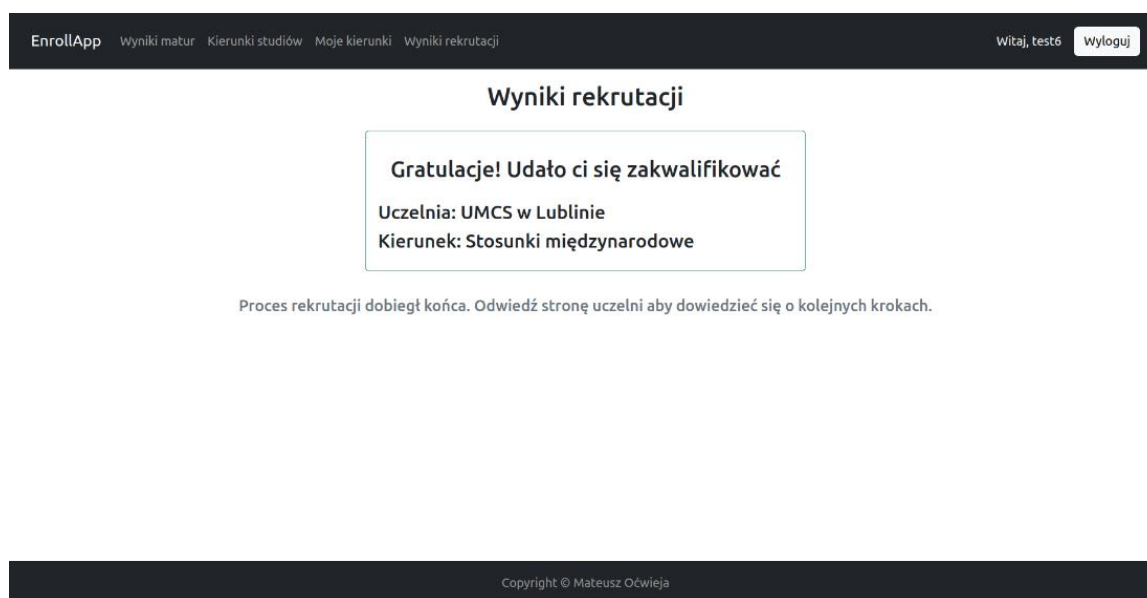 EnrollApp Wyniki matur Kierunki studiów Moje kierunki Wyniki rekrutacji Witaj, test6 Wyloguj
Wyniki rekrutacji
Gratulacje! Udało ci się zakwalifikować
Uczelnia: UMCS w Lublinie
Kierunek: Stosunki międzynarodowe
Proces rekrutacji dobiegł końca. Odwiedź stronę uczelni aby dowiedzieć się o kolejnych krokach.
Copyright © Mateusz Oćwieja